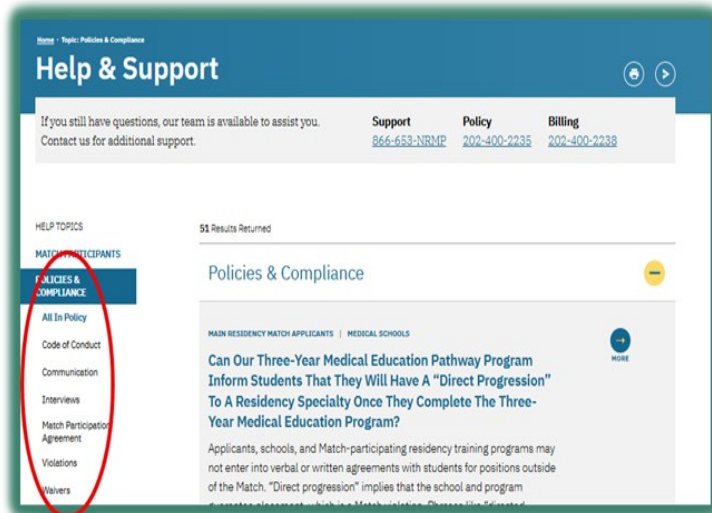 Home · Topic: Policies & Compliance
Help & Support
If you still have questions, our team is available to assist you.
Contact us for additional support.
Support
866-653-NRMP
Policy
202-400-2235
Billing
202-400-2238
HELP TOPICS
MATCH PARTICIPANTS
POLICIES &
COMPLIANCE
All In Policy
Code of Conduct
Communication
Interviews
Match Participation
Agreement
Violations
Waivers
51 Results Returned
Policies & Compliance
MAIN RESIDENCY MATCH APPLICANTS | MEDICAL SCHOOLS
MORE
Can Our Three-Year Medical Education Pathway Program
Inform Students That They Will Have A “Direct Progression”
To A Residency Specialty Once They Complete The Three-
Year Medical Education Program?
Applicants, schools, and Match-participating residency training programs may
not enter into verbal or written agreements with students for positions outside
of the Match. “Direct progression” implies that the school and program